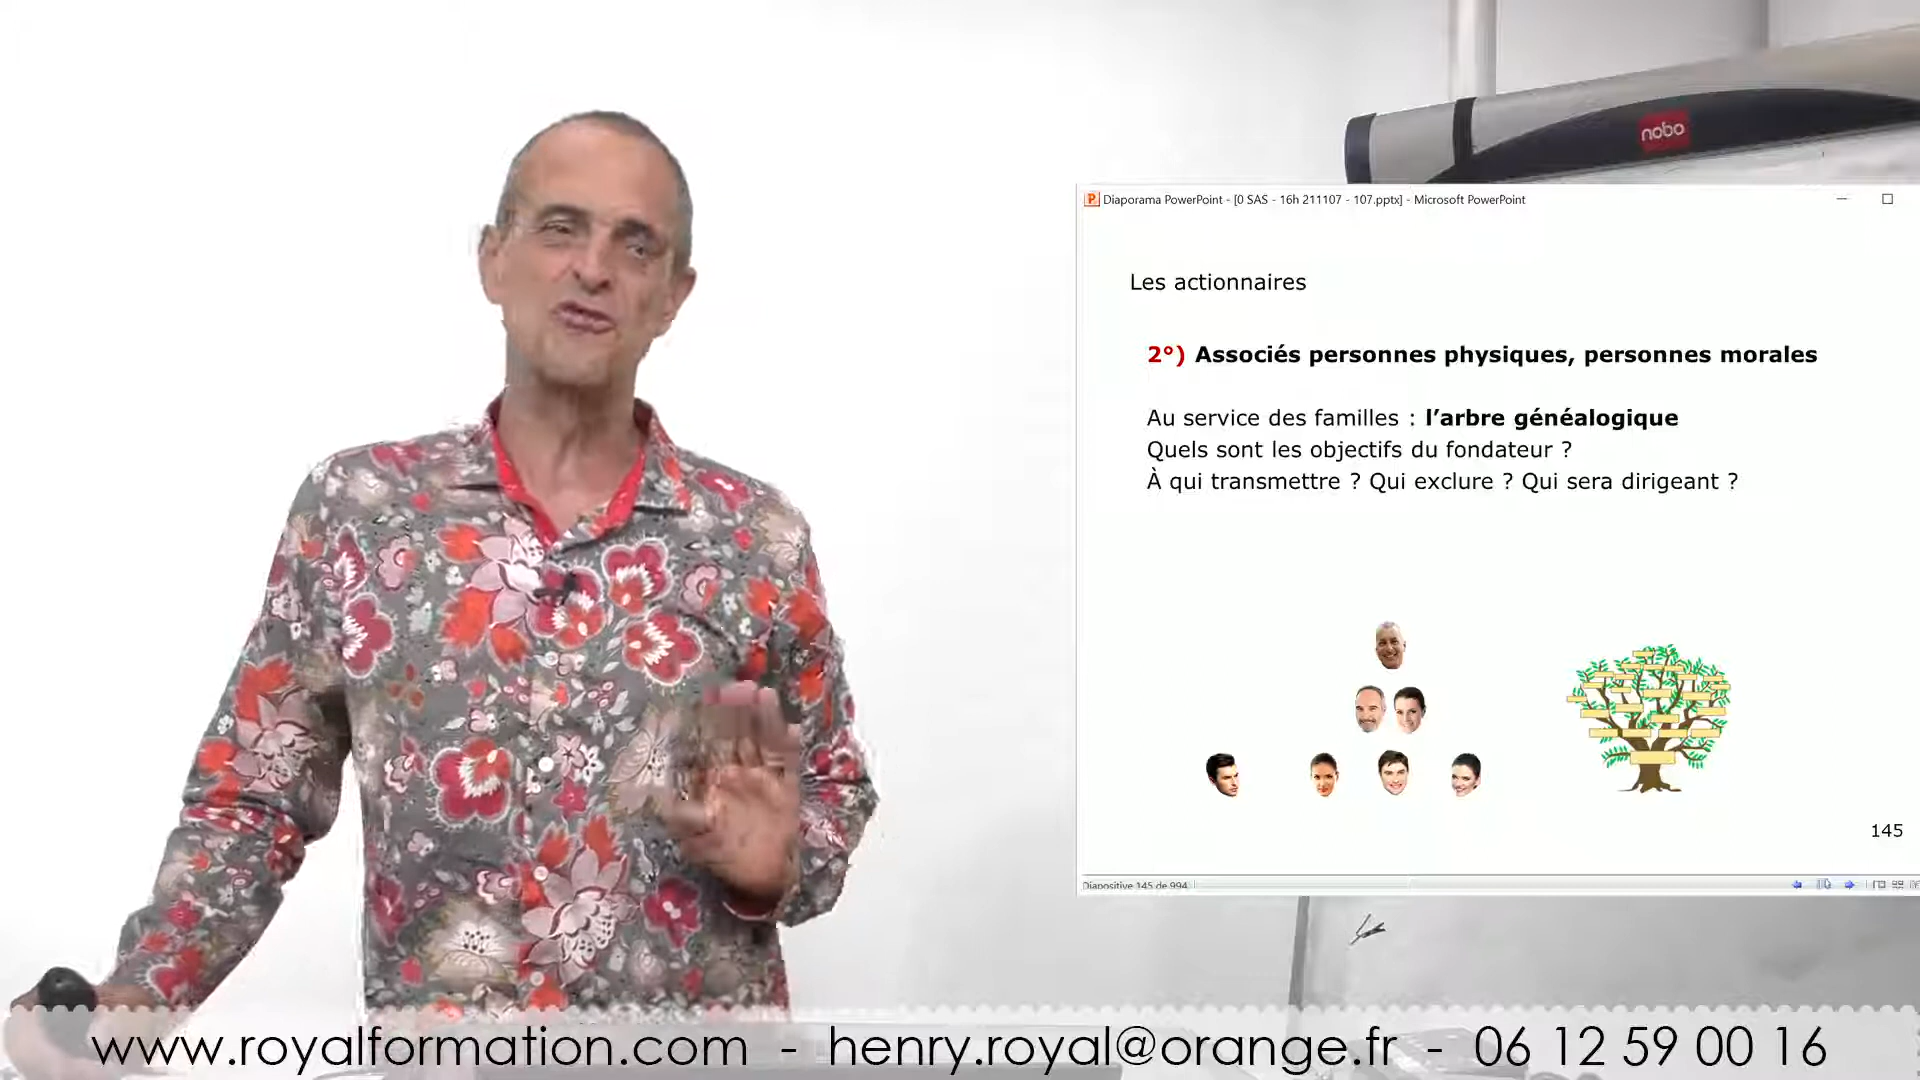 nobo
Diaporama PowerPoint - [0 SAS - 16h 211107 - 107.pptx] - Microsoft PowerPoint
Les actionnaires
2°) Associés personnes physiques, personnes morales
Au service des familles : l’arbre généalogique
Quels sont les objectifs du fondateur ?
À qui transmettre ? Qui exclure ? Qui sera dirigeant ?
145
Diapositive 145 de 994
www.royalformation.com - henry.royal@orange.fr - 06 12 59 00 16